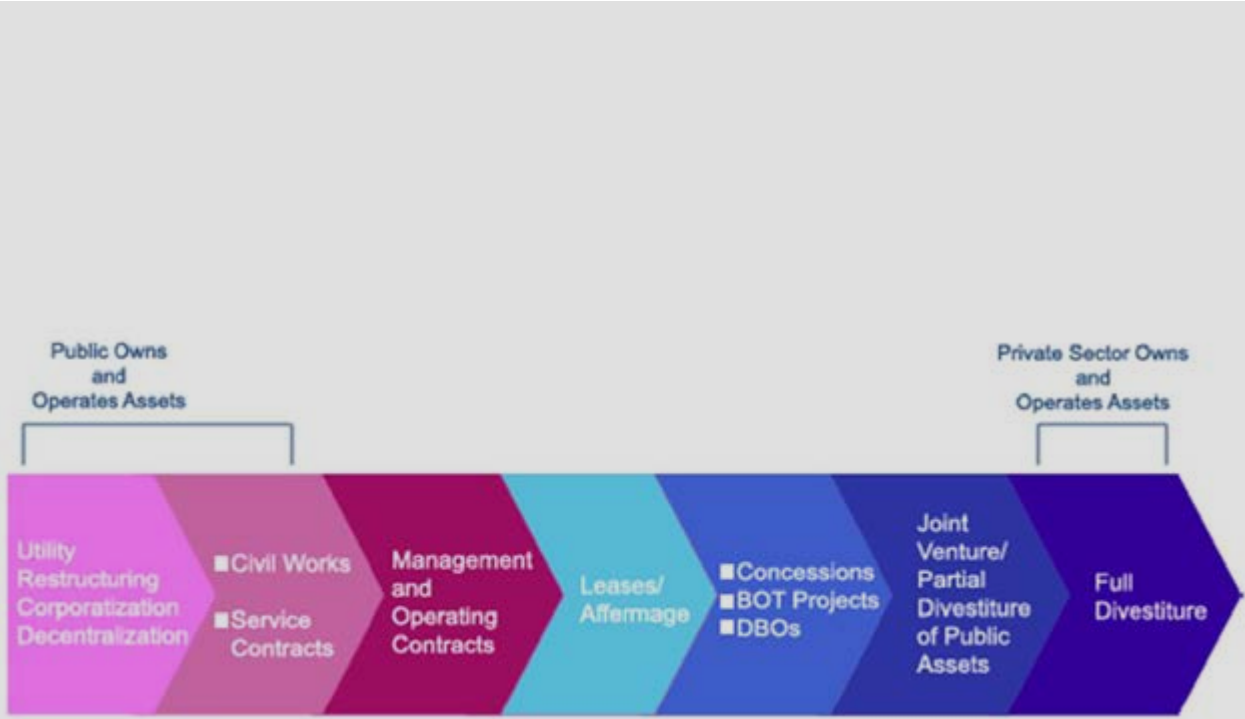 Public Owns
and
Operates Assets
Private Sector Owns
and
Operates Assets
Utility
Restructuring
Corporatization
Decentralization
■Civil Works
■Service
Contracts
Management
and
Operating
Contracts
Leases/
Affermage
■Concessions
■BOT Projects
■DBOs
Joint
Venture/
Partial
Divestiture
of Public
Assets
Full
Divestiture